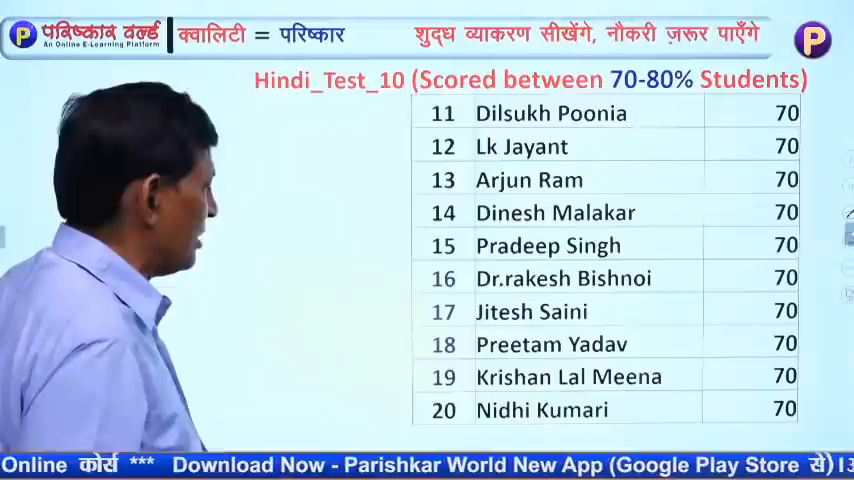 परिष्कार वर्ल्ड
An Online E-Learning Platform
क्वालिटी = परिष्कार
शुद्ध व्याकरण सीखेंगे, नौकरी ज़रूर पाएँगे
P
P
Hindi_Test_10 (Scored between 70-80% Students)
11 Dilsukh Poonia 70
12 Lk Jayant 70
13 Arjun Ram 70
14 Dinesh Malakar 70
15 Pradeep Singh 70
16 Dr.rakesh Bishnoi 70
17 Jitesh Saini 70
18 Preetam Yadav 70
19 Krishan Lal Meena 70
20 Nidhi Kumari 70
Online कोर्स *** Download Now - Parishkar World New App (Google Play Store से) 13